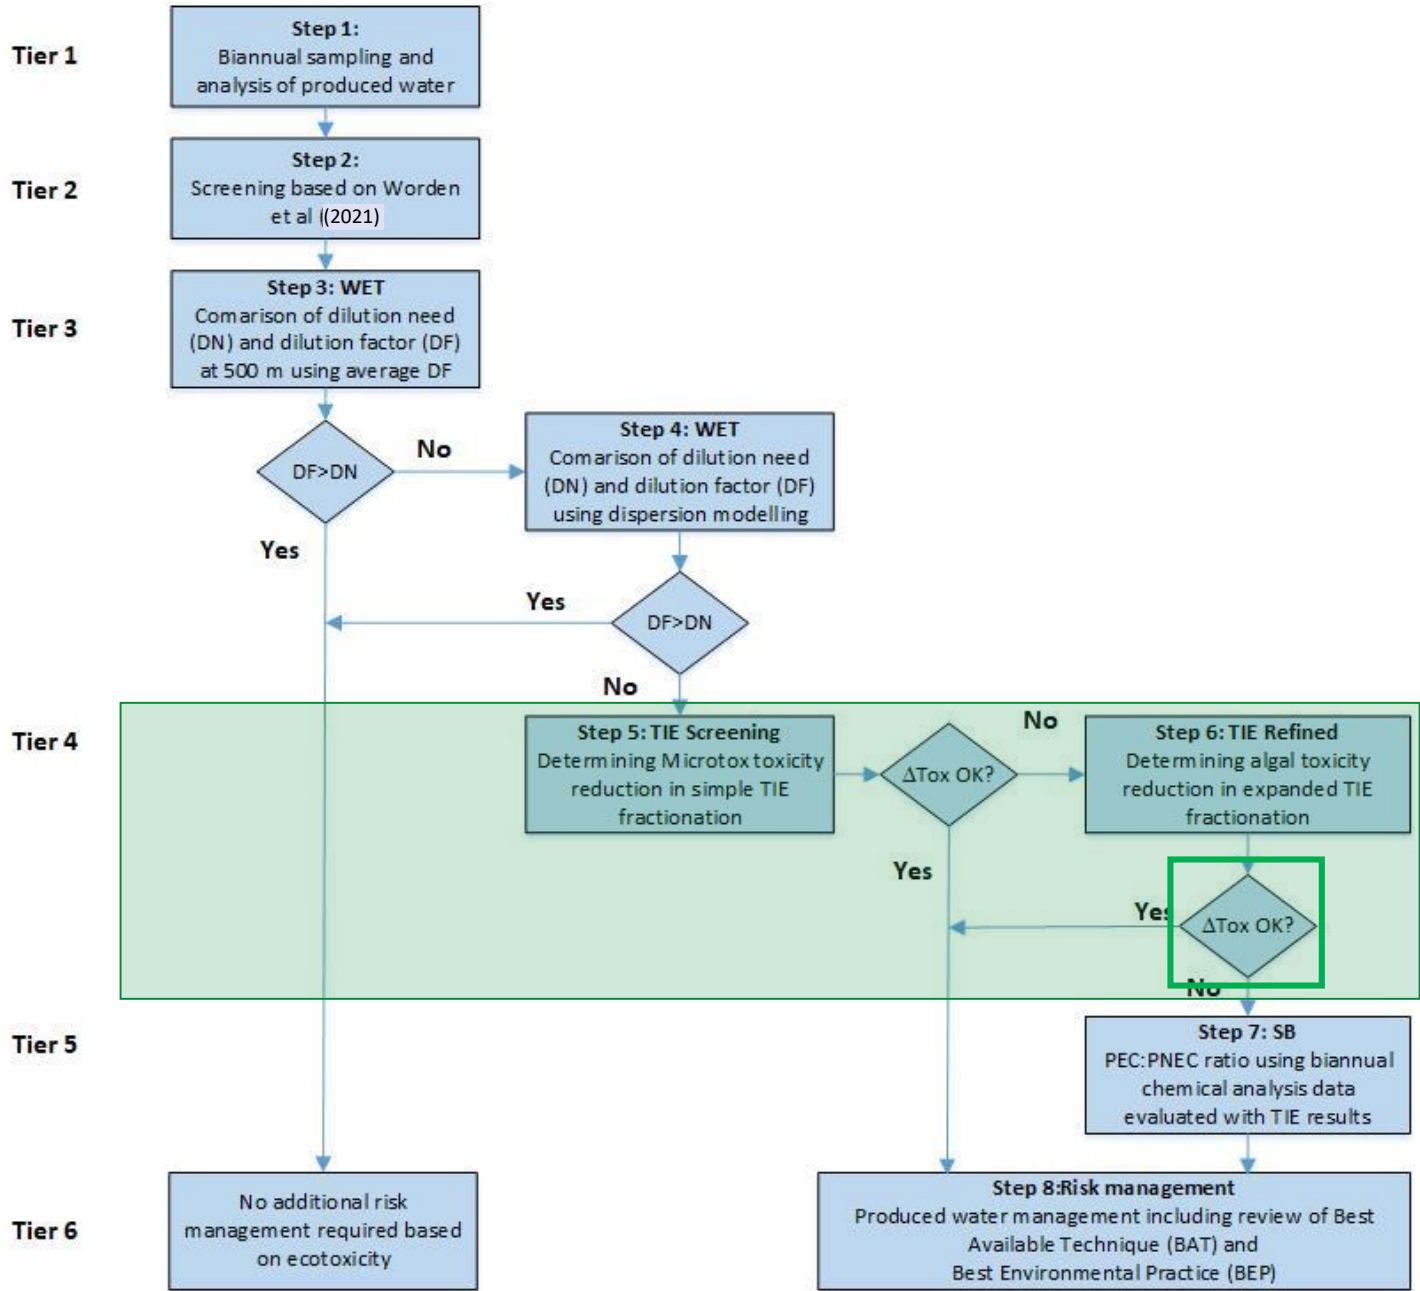 Tier 1
Step 1:
Biannual sampling and
analysis of produced water
Tier 2
Step 2:
Screening based on Worden
et al ((2021)
Tier 3
Step 3: WET
Comarison of dilution need
(DN) and dilution factor (DF)
at 500 m using average DF
DF>DN
No
Yes
Step 4: WET
Comarison of dilution need
(DN) and dilution factor (DF)
using dispersion modelling
DF>DN
Yes
No
Tier 4
Step 5: TIE Screening
Determining Microtox toxicity
reduction in simple TIE
fractionation
ΔTox OK?
No
Yes
Step 6: TIE Refined
Determining algal toxicity
reduction in expanded TIE
fractionation
ΔTox OK?
Yes
No
Tier 5
Step 7: SB
PEC:PNEC ratio using biannual
chemical analysis data
evaluated with TIE results
Tier 6
No additional risk
management required based
on ecotoxicity
Step 8:Risk management
Produced water management including review of Best
Available Technique (BAT) and
Best Environmental Practice (BEP)